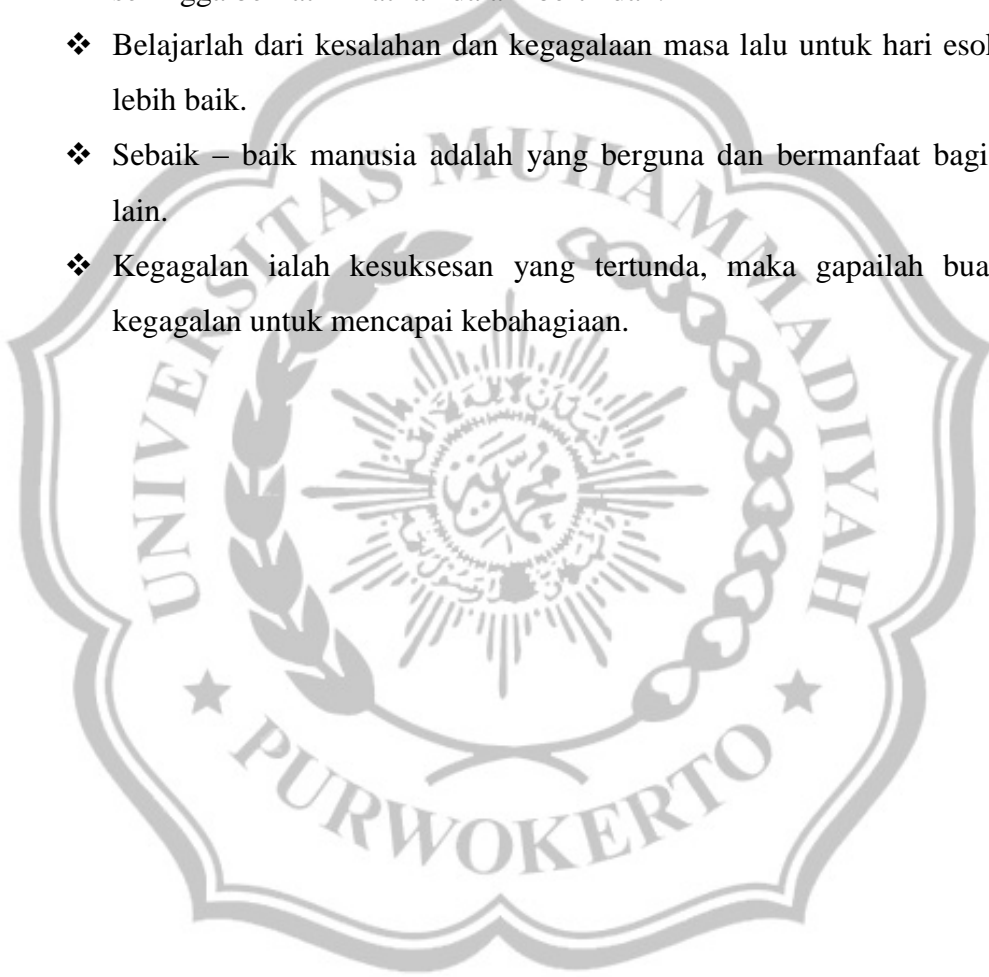 ❖ Belajarlah dari kesalahan dan kegagalaan masa lalu untuk hari esok
lebih baik.
❖ Sebaik – baik manusia adalah yang berguna dan bermanfaat bagi
lain.
❖ Kegagalan ialah kesuksesan yang tertunda, maka gapailah
kegagalan untuk mencapai kebahagiaan.
UNIVERSITAS MUHAMMADIYAH
PURWOKERTO